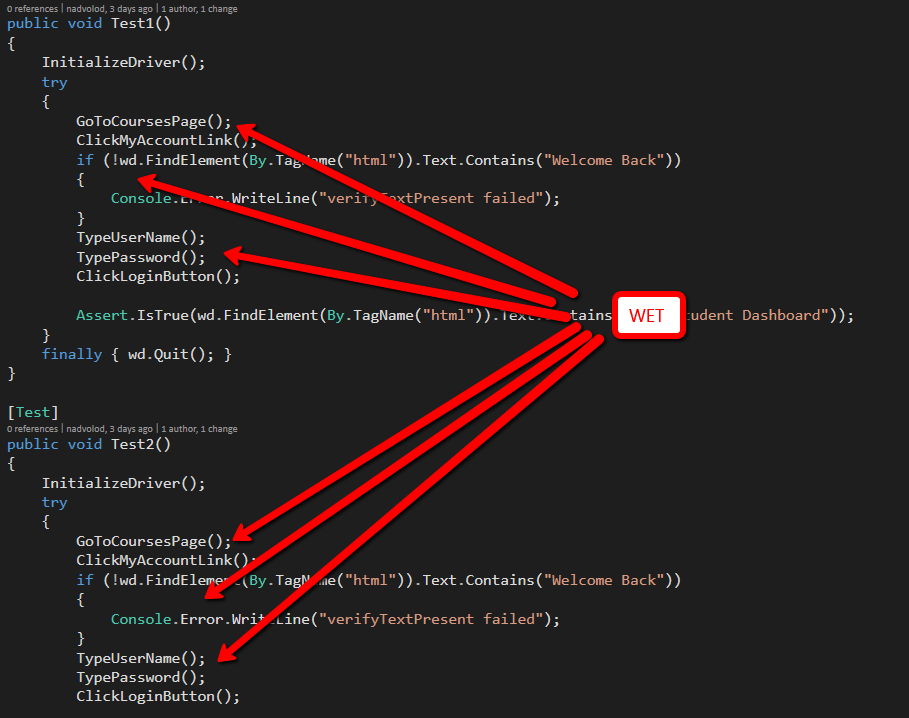 0 references | nadvolod, 3 days ago | 1 author, 1 change
public void Test1()
{
InitializeDriver();
try
{
GoToCoursesPage();
ClickMyAccountLink();
if (!wd.FindElement(By.TagName("html")).Text.Contains("Welcome Back"))
{
Console.Error.WriteLine("verifyTextPresent failed");
}
TypeUserName();
TypePassword();
ClickLoginButton();
Assert.IsTrue(wd.FindElement(By.TagName("html")).Text. Dashboard"));
WET
}
finally { wd.Quit(); }
}
[Test]
0 references | nadvolod, 3 days ago | 1 author, 1 change
public void Test2()
{
InitializeDriver();
try
{
GoToCoursesPage();
ClickMyAccountLink();
if (!wd.FindElement(By.TagName("html")).Text.Contains("Welcome Back"))
{
Console.Error.WriteLine("verifyTextPresent failed");
}
TypeUserName();
TypePassword();
ClickLoginButton();